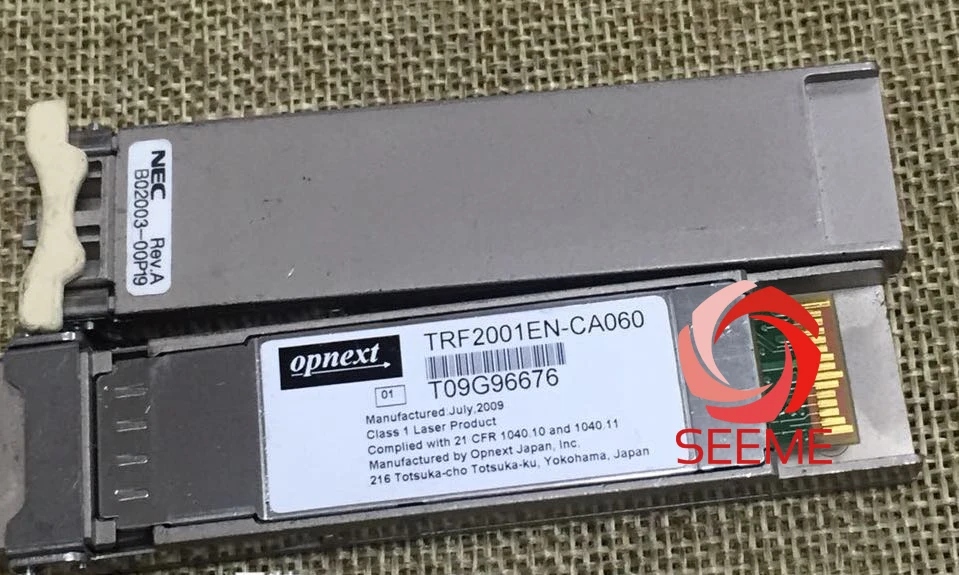 NEC Rev.A
B02003-00P19
opnext
TRF2001EN-CA060
01
T09G96676
Manufactured July,2009
Class 1 Laser Product
Complied with 21 CFR 1040.10 and 1040.11
Manufactured by Opnext Japan, Inc.
216 Totsuka-cho Totsuka-ku, Yokohama, Japan
SEEME